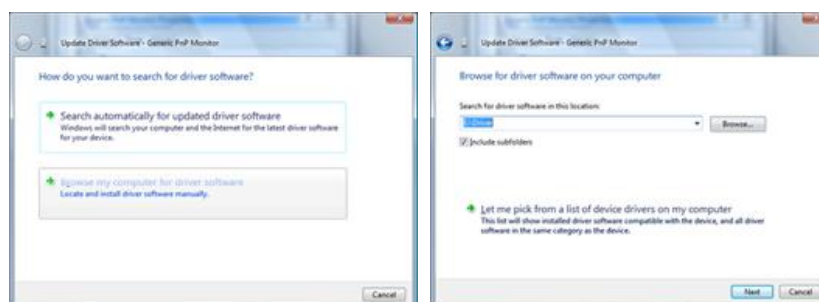 Update Driver Software - Generic PnP Monitor
How do you want to search for driver software?
Search automatically for updated driver software
Windows will search your computer and the Internet for the latest driver software
for your device.
Browse my computer for driver software
Locate and install driver software manually.
Cancel
Update Driver Software - Generic PnP Monitor
Browse for driver software on your computer
Search for driver software in this location:
Browse...
Include subfolders
Let me pick from a list of device drivers on my computer
This list will show installed driver software compatible with the device, and all driver
software in the same category as the device.
Next
Cancel